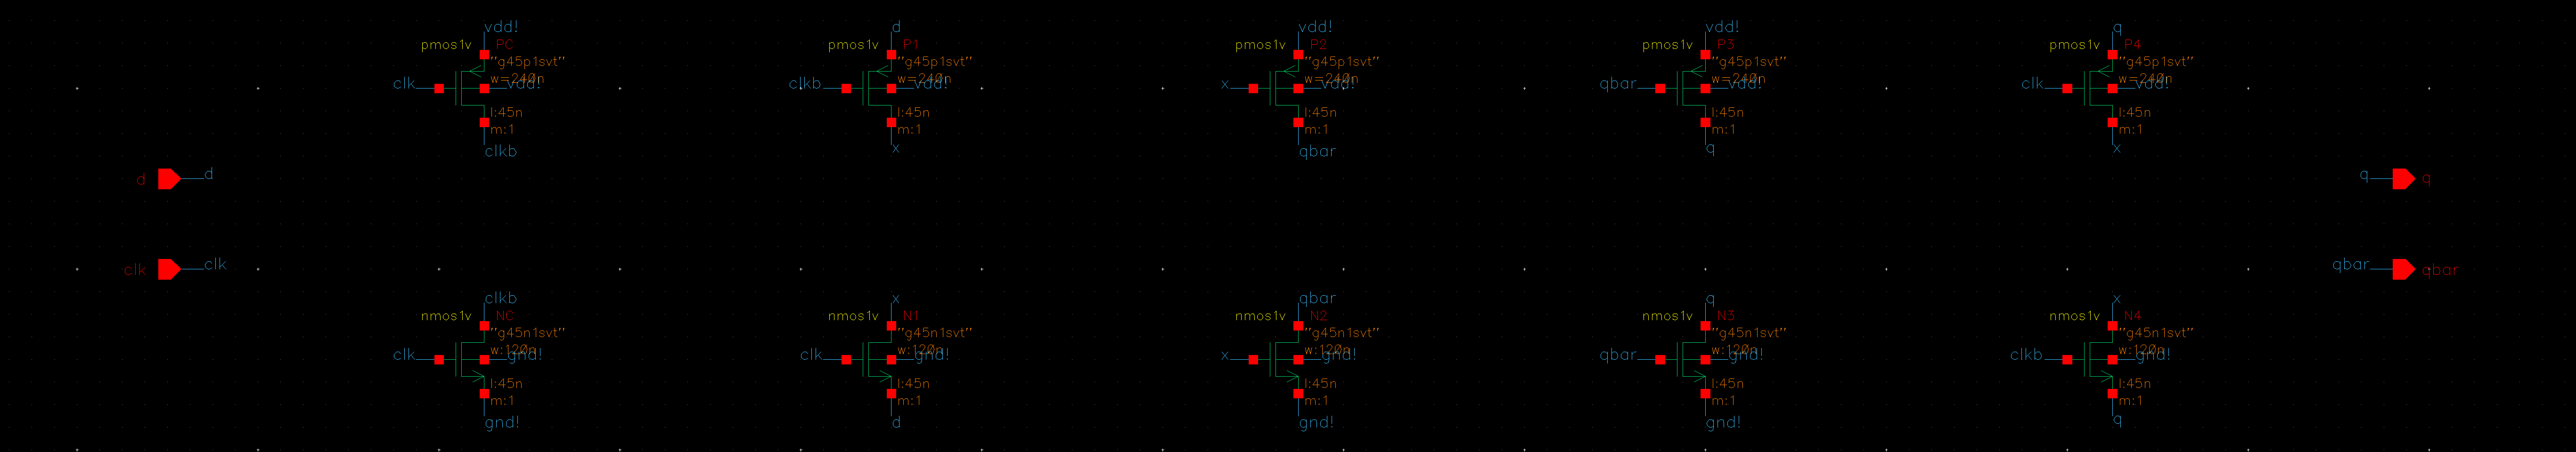 vdd!
pmos1v PC
"g45p1svt"
w=240n
clk vdd!
l:45n
m:1
clkb
d
pmos1v P1
"g45p1svt"
w=240n
clkb vdd!
l:45n
m:1
x
vdd!
pmos1v P2
"g45p1svt"
w=240n
x vdd!
l:45n
m:1
qbar
vdd!
pmos1v P3
"g45p1svt"
w=240n
qbar vdd!
l:45n
m:1
q
q
pmos1v P4
"g45p1svt"
w=240n
clk vdd!
l:45n
m:1
x
d d
q q
clk clk
qbar qbar
clkb
nmos1v NC
"g45n1svt"
w:120n
clk gnd!
l:45n
m:1
gnd!
x
nmos1v N1
"g45n1svt"
w:120n
clk gnd!
l:45n
m:1
d
qbar
nmos1v N2
"g45n1svt"
w:120n
x gnd!
l:45n
m:1
gnd!
q
nmos1v N3
"g45n1svt"
w:120n
qbar gnd!
l:45n
m:1
gnd!
x
nmos1v N4
"g45n1svt"
w:120n
clkb gnd!
l:45n
m:1
q